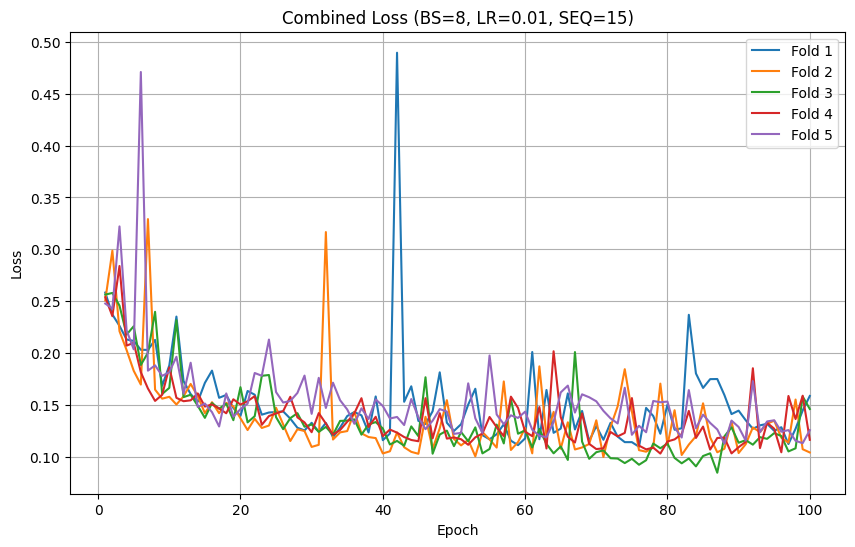 Combined Loss (BS=8, LR=0.01, SEQ=15)
0.50
0.45
0.40
0.35
0.30
0.25
0.20
0.15
0.10
Loss
Fold 1
Fold 2
Fold 3
Fold 4
Fold 5
0
20
40
60
80
100
Epoch